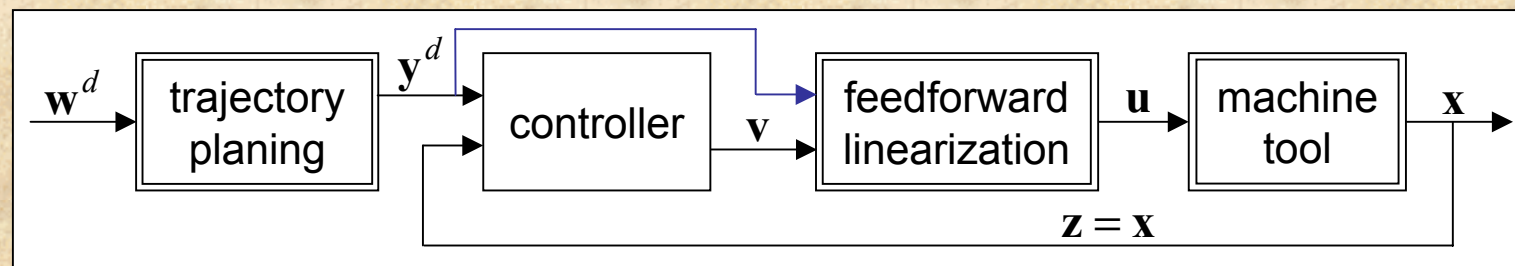 w^d
trajectory
planing
y^d
controller
v
feedforward
linearization
u
machine
tool
x
z = x